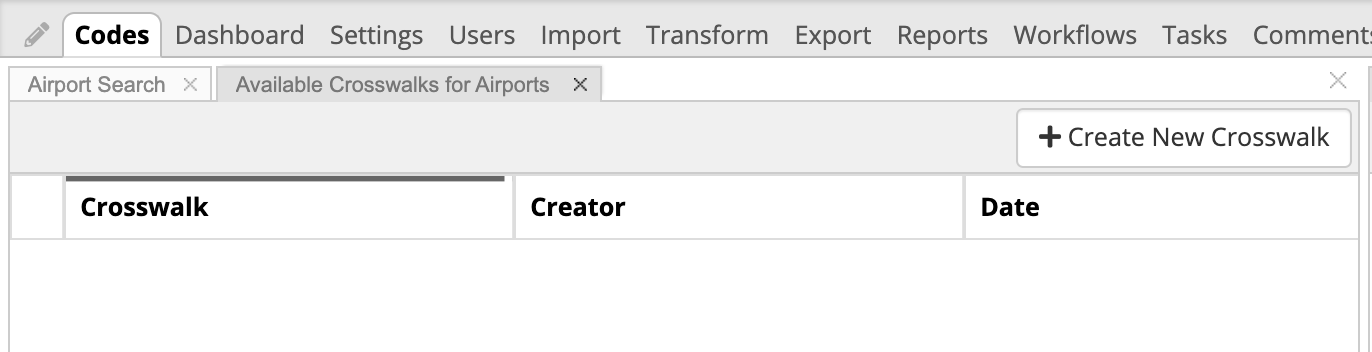 Codes Dashboard Settings Users Import Transform Export Reports Workflows Tasks Comments
Airport Search Available Crosswalks for Airports
Create New Crosswalk
Crosswalk Creator Date